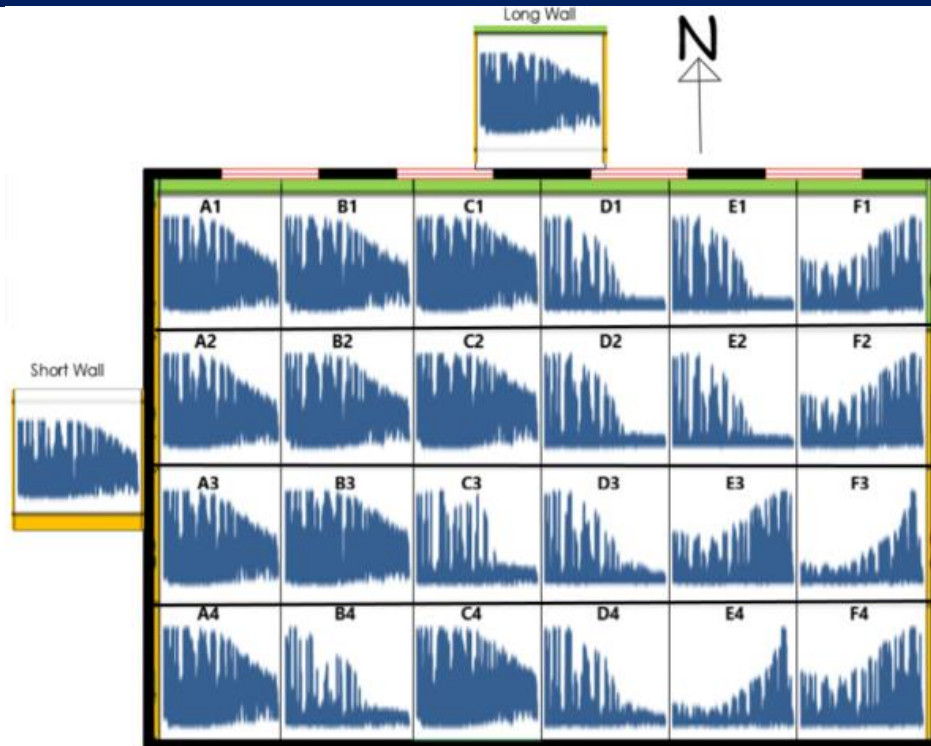 Long Wall
N
A1 B1 C1 D1 E1 F1
A2 B2 C2 D2 E2 F2
Short Wall
A3 B3 C3 D3 E3 F3
A4 B4 C4 D4 E4 F4